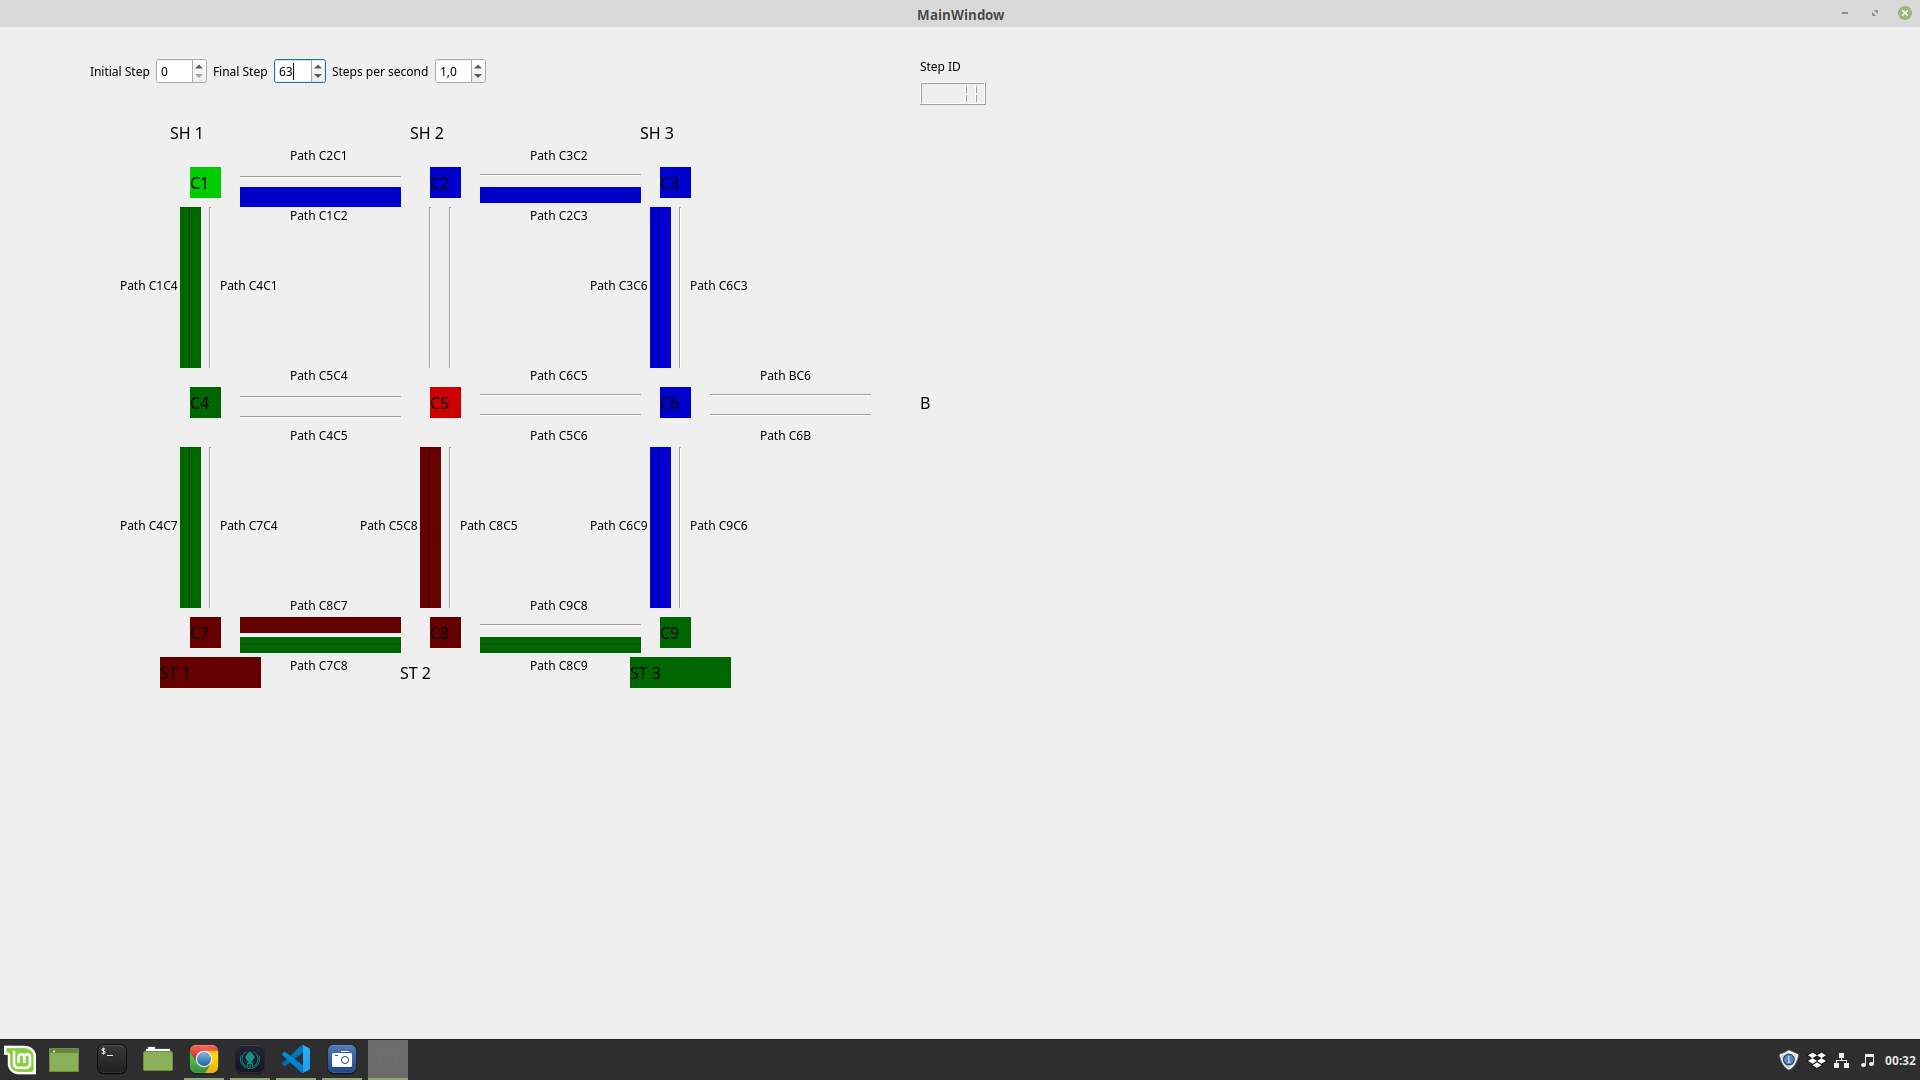 MainWindow
Initial Step 0 Final Step 63 Steps per second 1,0
Step ID
SH 1 SH 2 SH 3
Path C2C1 Path C3C2
C1 C2 C3
Path C1C2 Path C2C3
Path C1C4 Path C4C1 Path C3C6 Path C6C3
Path C5C4 Path C6C5 Path BC6
C4 C5 C6 B
Path C4C5 Path C5C6 Path C6B
Path C4C7 Path C7C4 Path C5C8 Path C8C5 Path C6C9 Path C9C6
Path C8C7 Path C9C8
C7 C8 C9
Path C7C8 Path C8C9
ST 1 ST 2 ST 3
00:32